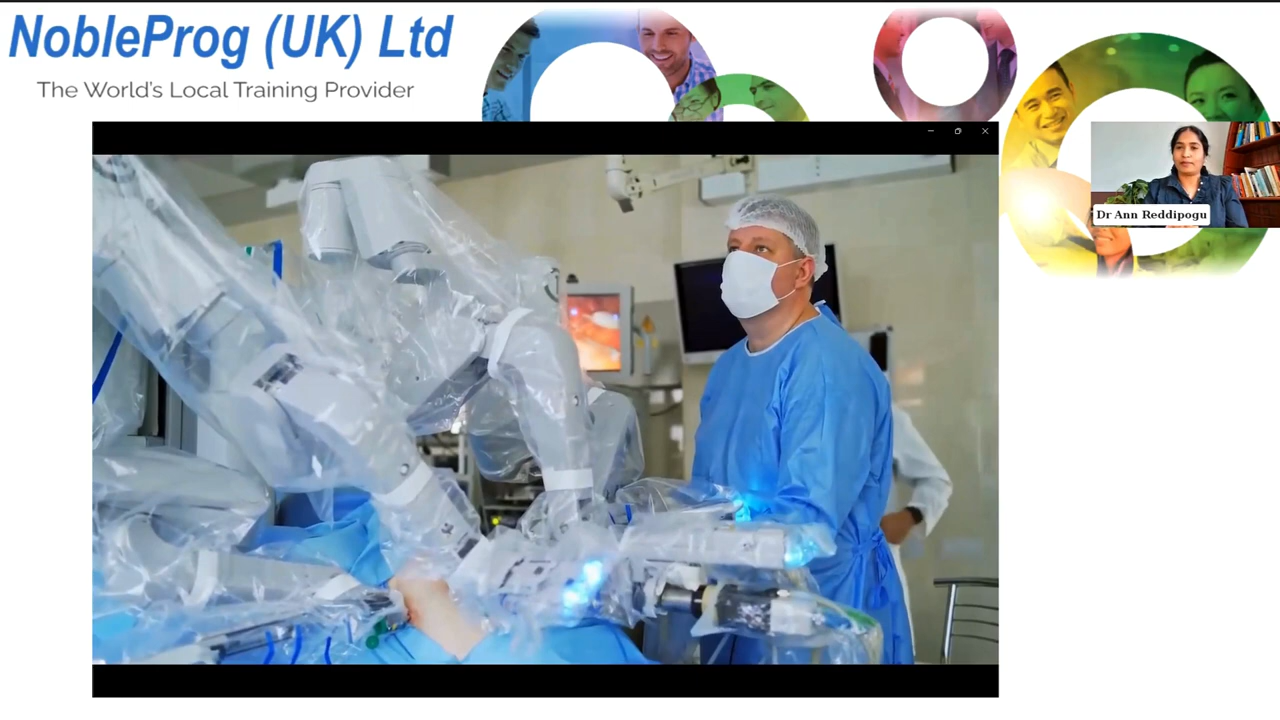 NobleProg (UK) Ltd
The World's Local Training Provider
Dr Ann Reddipogu